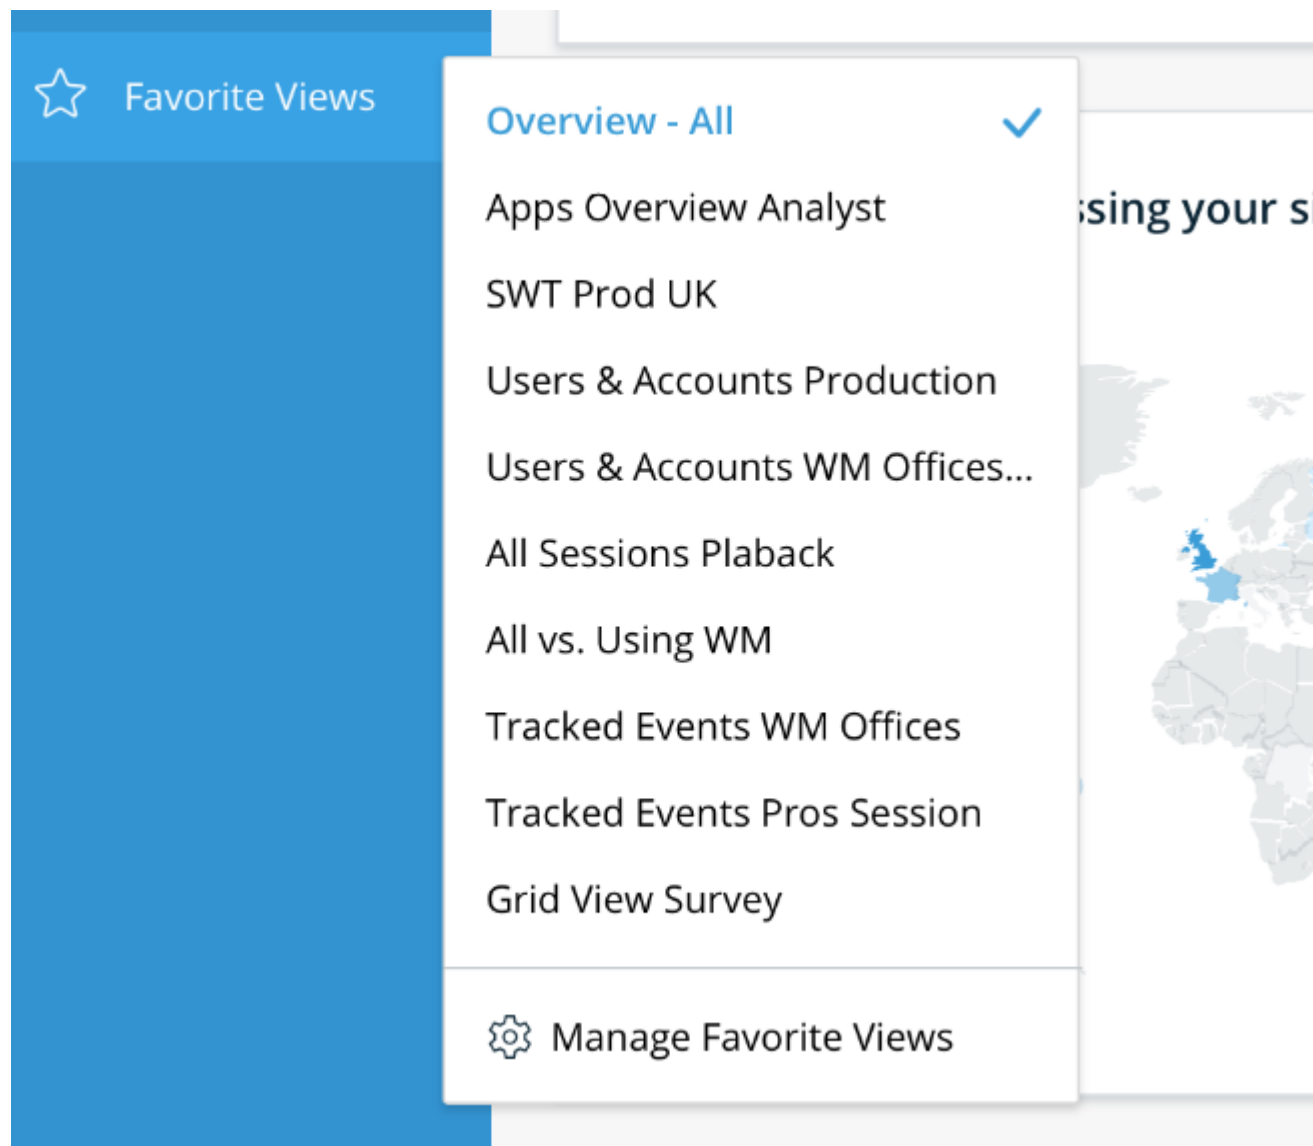 Favorite Views
Overview - All
Apps Overview Analyst
SWT Prod UK
Users & Accounts Production
Users & Accounts WM Offices...
All Sessions Plaback
All vs. Using WM
Tracked Events WM Offices
Tracked Events Pros Session
Grid View Survey
Manage Favorite Views
your